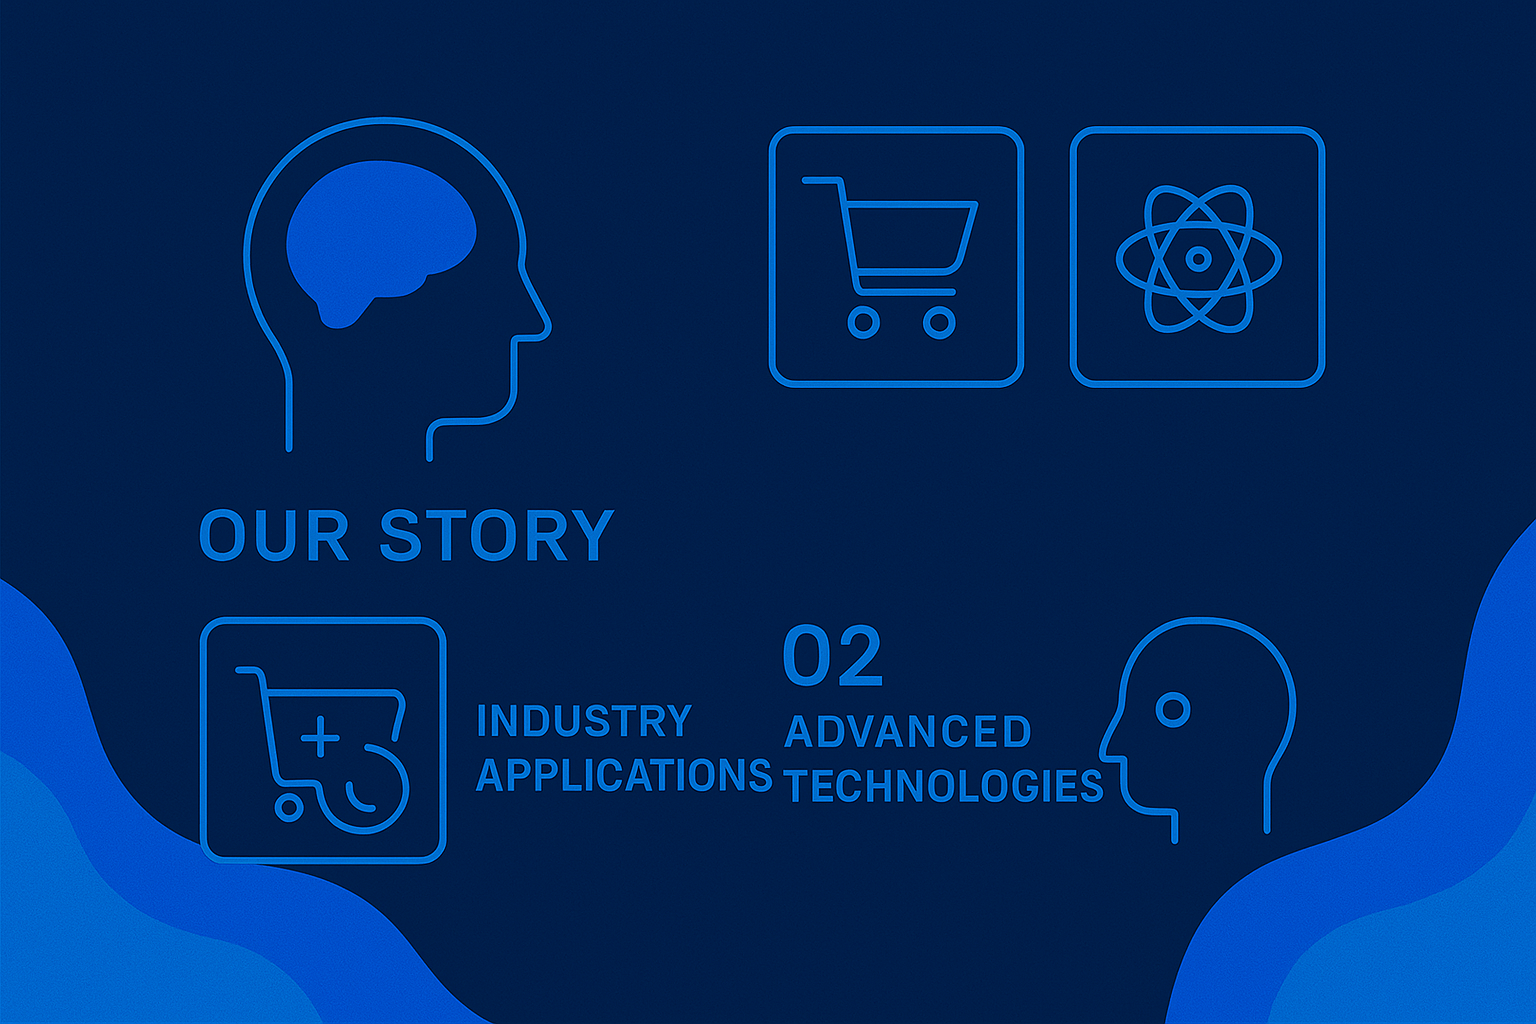 OUR STORY
INDUSTRY
APPLICATIONS
02
ADVANCED
TECHNOLOGIES